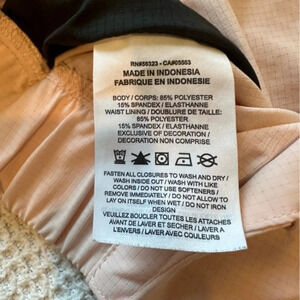 RN#56323 - CA#05553
MADE IN INDONESIA
FABRIQUE EN INDONESIE
BODY / CORPS: 85% POLYESTER
15% SPANDEX / ELASTHANNE
WAIST LINING / DOUBLURE DE TAILLE:
85% POLYESTER
15% SPANDEX / ELASTHANNE
EXCLUSIVE OF DECORATION /
DECORATION NON COMPRISE
FASTEN ALL CLOSURES TO WASH AND DRY /
WASH INSIDE OUT / WASH WITH LIKE
COLORS / DO NOT USE SOFTENERS /
REMOVE IMMEDIATELY / DO NOT ALLOW TO
LAY ON ITSELF WHEN WET / DO NOT IRON
DESIGN
VEUILLEZ BOUCLER TOUTES LES ATTACHES
AVANT DE LAVER ET SECHER / LAVER A
L'ENVERS / LAVER AVEC COULEURS